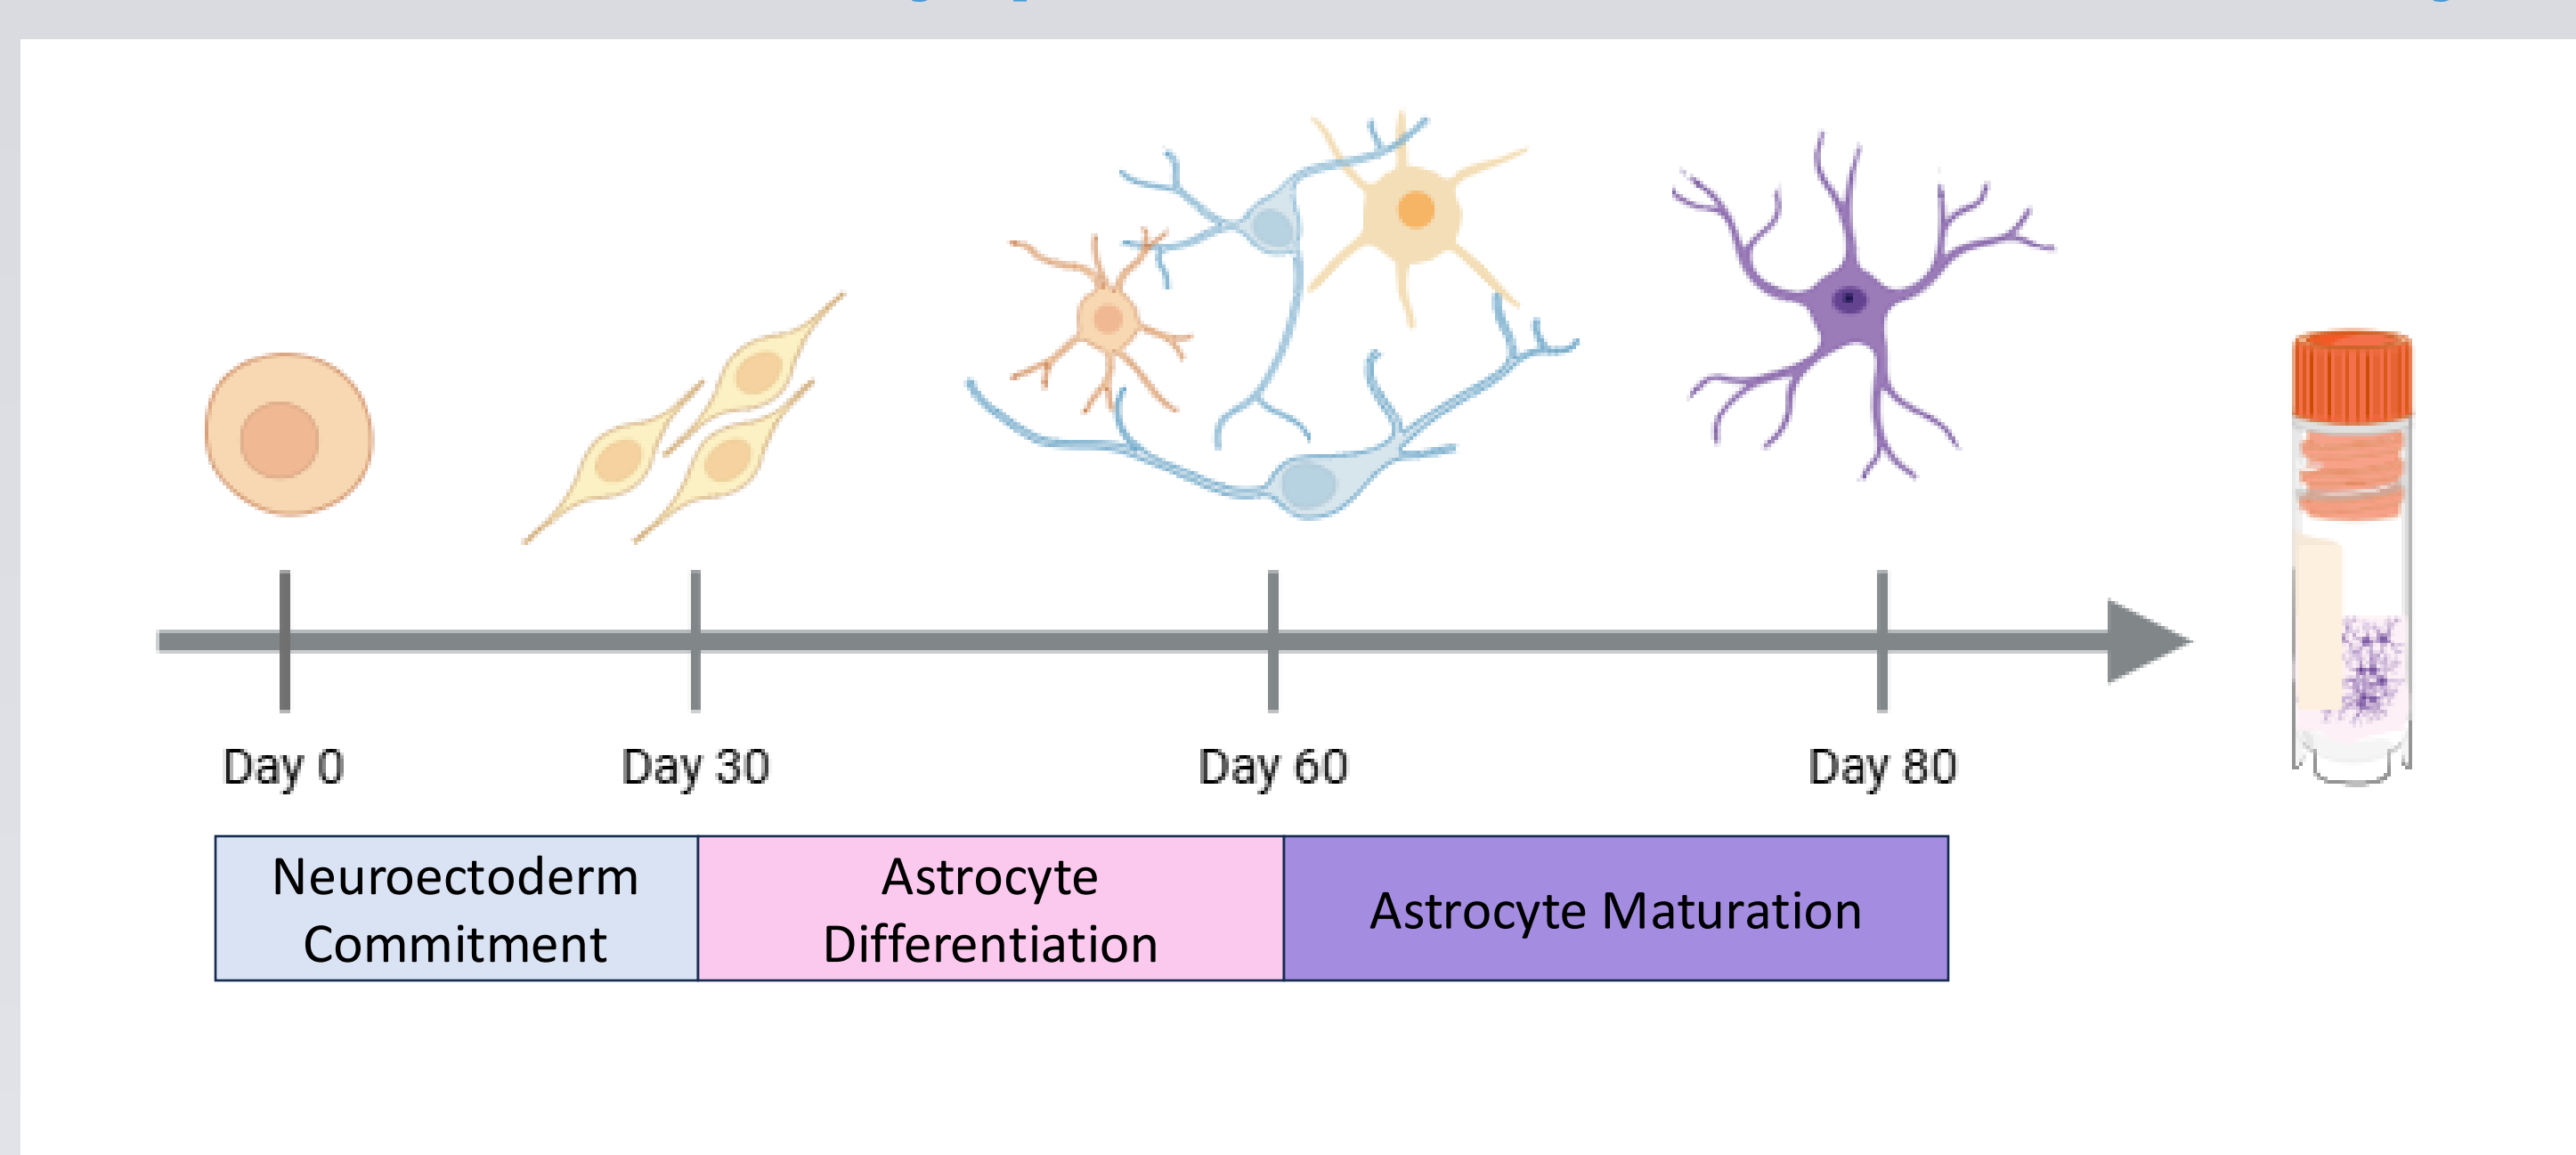 Day 0
Day 30
Day 60
Day 80
Neuroectoderm
Commitment
Astrocyte
Differentiation
Astrocyte Maturation